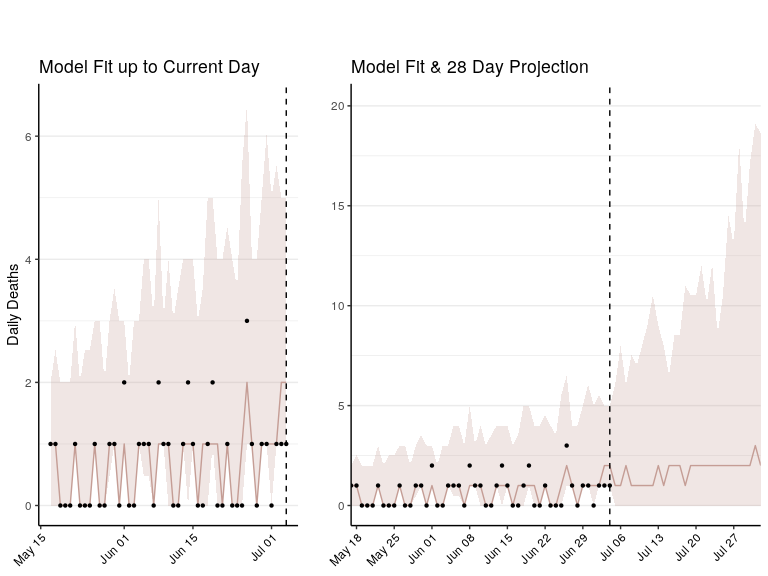 Model Fit up to Current Day
Daily Deaths
6
4
2
0
May 15
Jun 01
Jun 15
Jul 01
Model Fit & 28 Day Projection
20
15
10
5
0
May 18
May 25
Jun 01
Jun 08
Jun 15
Jun 22
Jun 29
Jul 06
Jul 13
Jul 20
Jul 27